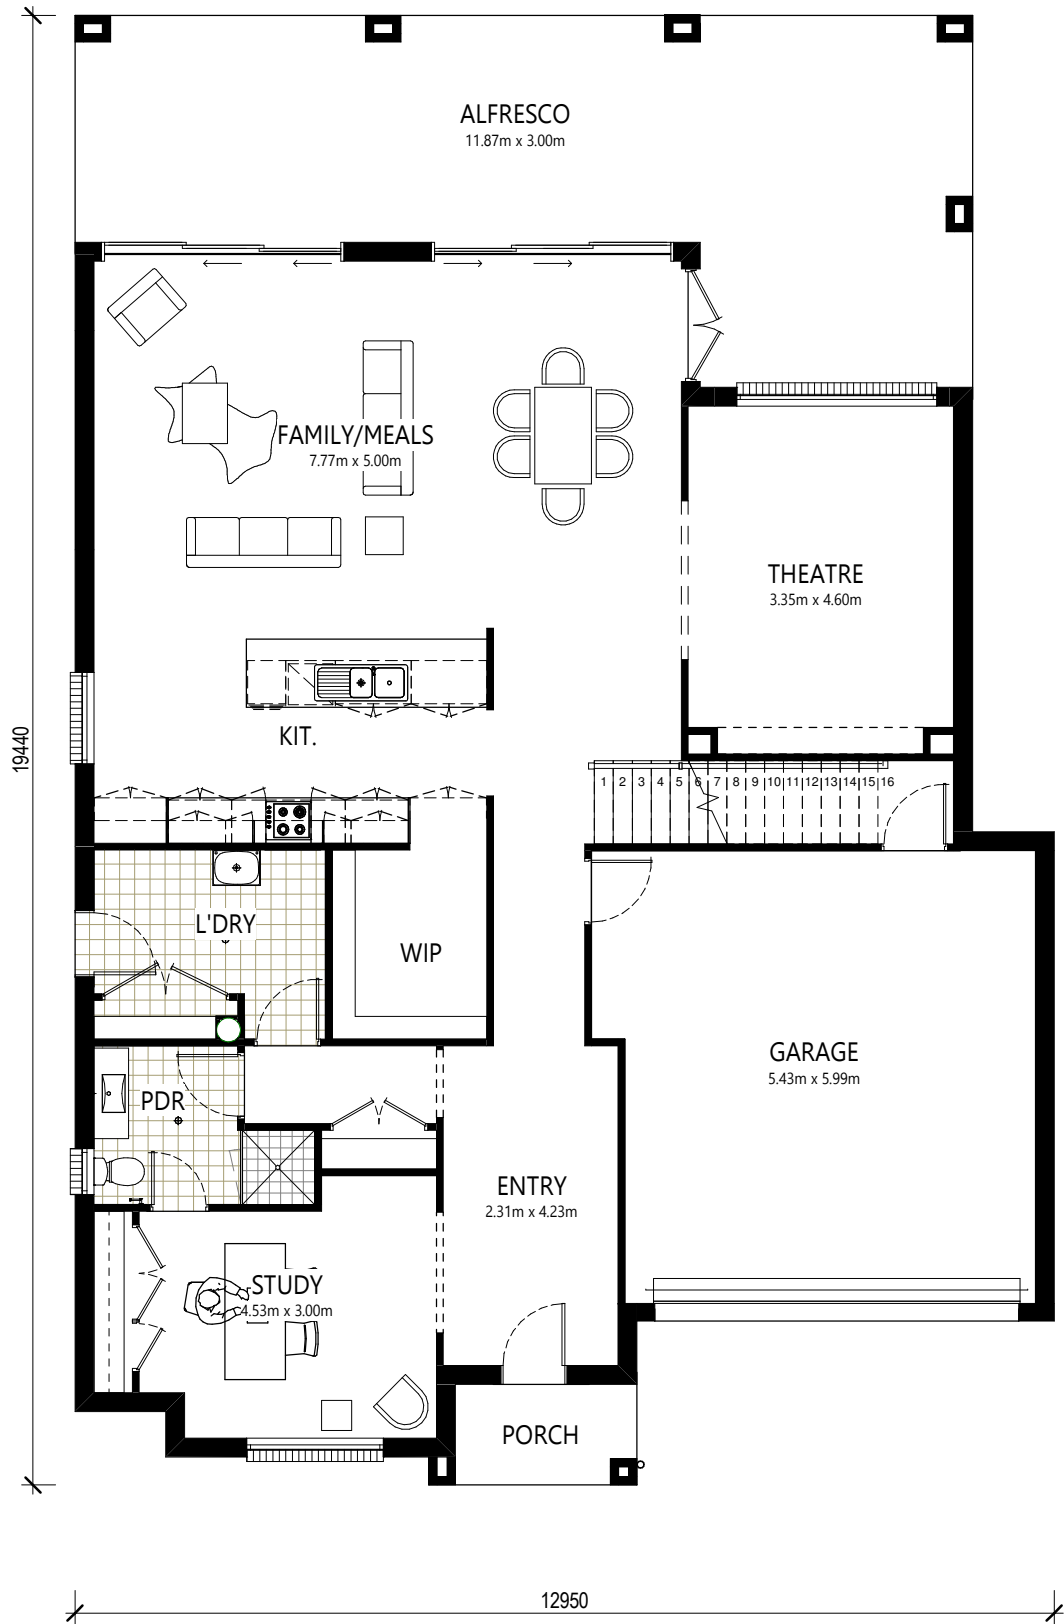 ALFRESCO
11.87m x 3.00m
FAMILY/MEALS
7.77m x 5.00m
THEATRE
3.35m x 4.60m
19440
KIT.
1 2 3 4 5 6 7 8 9 10 11 12 13 14 15 16
L'DRY
WIP
GARAGE
5.43m x 5.99m
PDR
ENTRY
2.31m x 4.23m
STUDY
4.53m x 3.00m
PORCH
12950